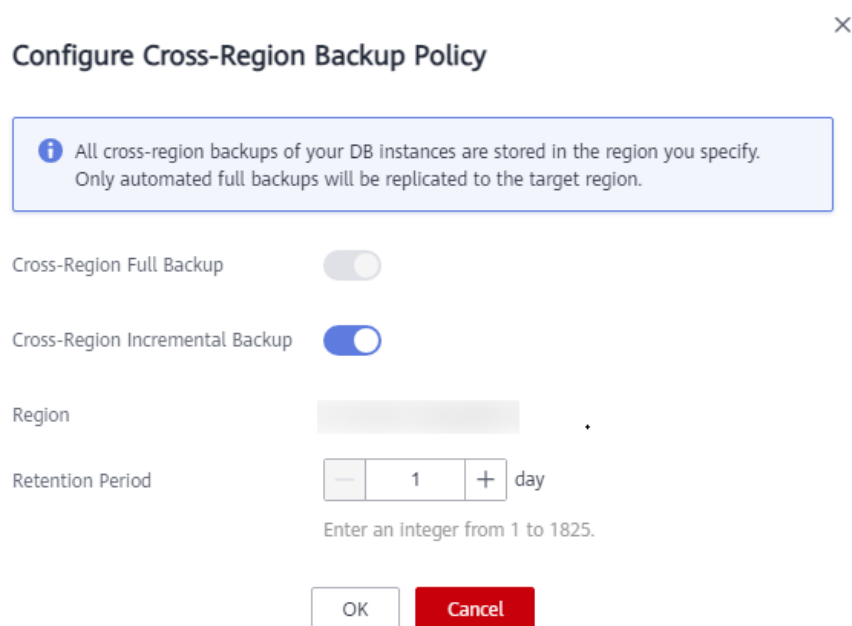 Configure Cross-Region Backup Policy
All cross-region backups of your DB instances are stored in the region you specify.
Only automated full backups will be replicated to the target region.
Cross-Region Full Backup
Cross-Region Incremental Backup
Region
Retention Period
1
day
Enter an integer from 1 to 1825.
OK
Cancel